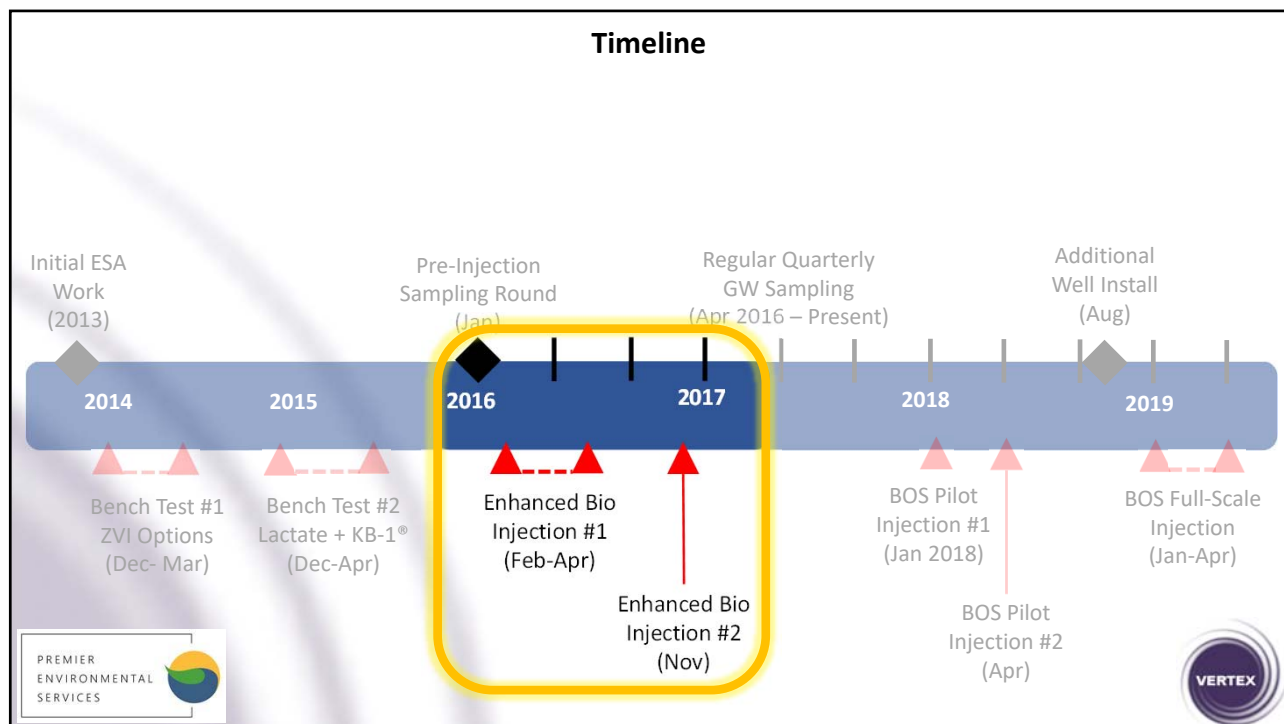 Timeline
Initial ESA
Work
(2013)
Pre-Injection
Sampling Round
(Jan)
Regular Quarterly
GW Sampling
(Apr 2016 – Present)
Additional
Well Install
(Aug)
2014
2015
2016
2017
2018
2019
Bench Test #1
ZVI Options
(Dec- Mar)
Bench Test #2
Lactate + KB-1®
(Dec-Apr)
Enhanced Bio
Injection #1
(Feb-Apr)
Enhanced Bio
Injection #2
(Nov)
BOS Pilot
Injection #1
(Jan 2018)
BOS Pilot
Injection #2
(Apr)
BOS Full-Scale
Injection
(Jan-Apr)
PREMIER
ENVIRONMENTAL
SERVICES
VERTEX